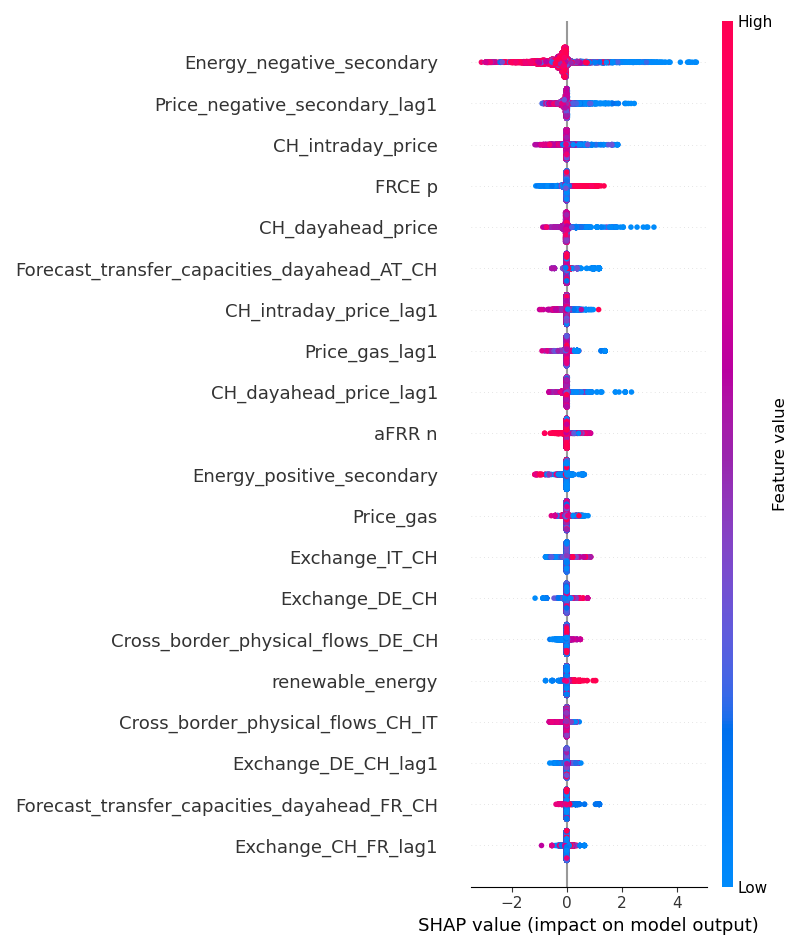 High
Energy_negative_secondary
Price_negative_secondary_lag1
CH_intraday_price
FRCE p
CH_dayahead_price
Forecast_transfer_capacities_dayahead_AT_CH
CH_intraday_price_lag1
Price_gas_lag1
CH_dayahead_price_lag1
aFRR n
Energy_positive_secondary
Price_gas
Exchange_IT_CH
Exchange_DE_CH
Cross_border_physical_flows_DE_CH
renewable_energy
Cross_border_physical_flows_CH_IT
Exchange_DE_CH_lag1
Forecast_transfer_capacities_dayahead_FR_CH
Exchange_CH_FR_lag1
Feature value
Low
−2 0 2 4
SHAP value (impact on model output)